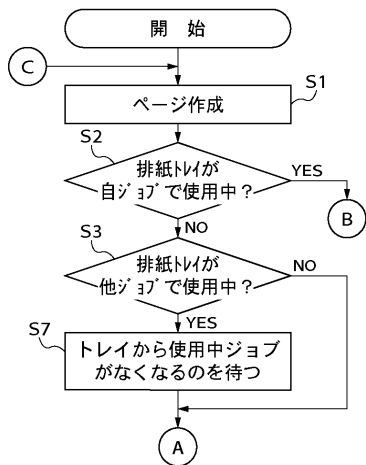 開 始
C
S1
ページ作成
S2
排紙ﾄﾚｲが
自ｼﾞｮﾌﾞで使用中？
YES
B
NO
S3
排紙ﾄﾚｲが
他ｼﾞｮﾌﾞで使用中？
NO
YES
S7
トレイから使用中ジョブ
がなくなるのを待つ
A